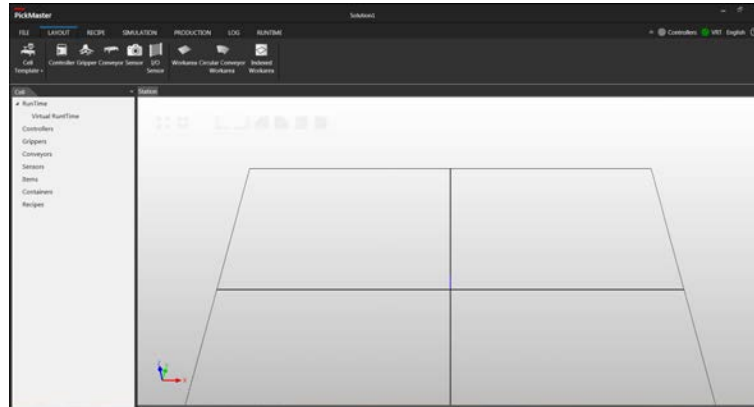 PickMaster
Solution1
FILE LAYOUT RECIPE SIMULATION PRODUCTION LOG RUNTIME
Controllers VRT English
Cell Template Controller Gripper Conveyor Sensor I/O Sensor Workarea Circular Conveyor Workarea Indexed Workarea
Cell Station
RunTime
Virtual RuntTime
Controllers
Grippers
Conveyors
Sensors
Items
Containers
Recipes
X